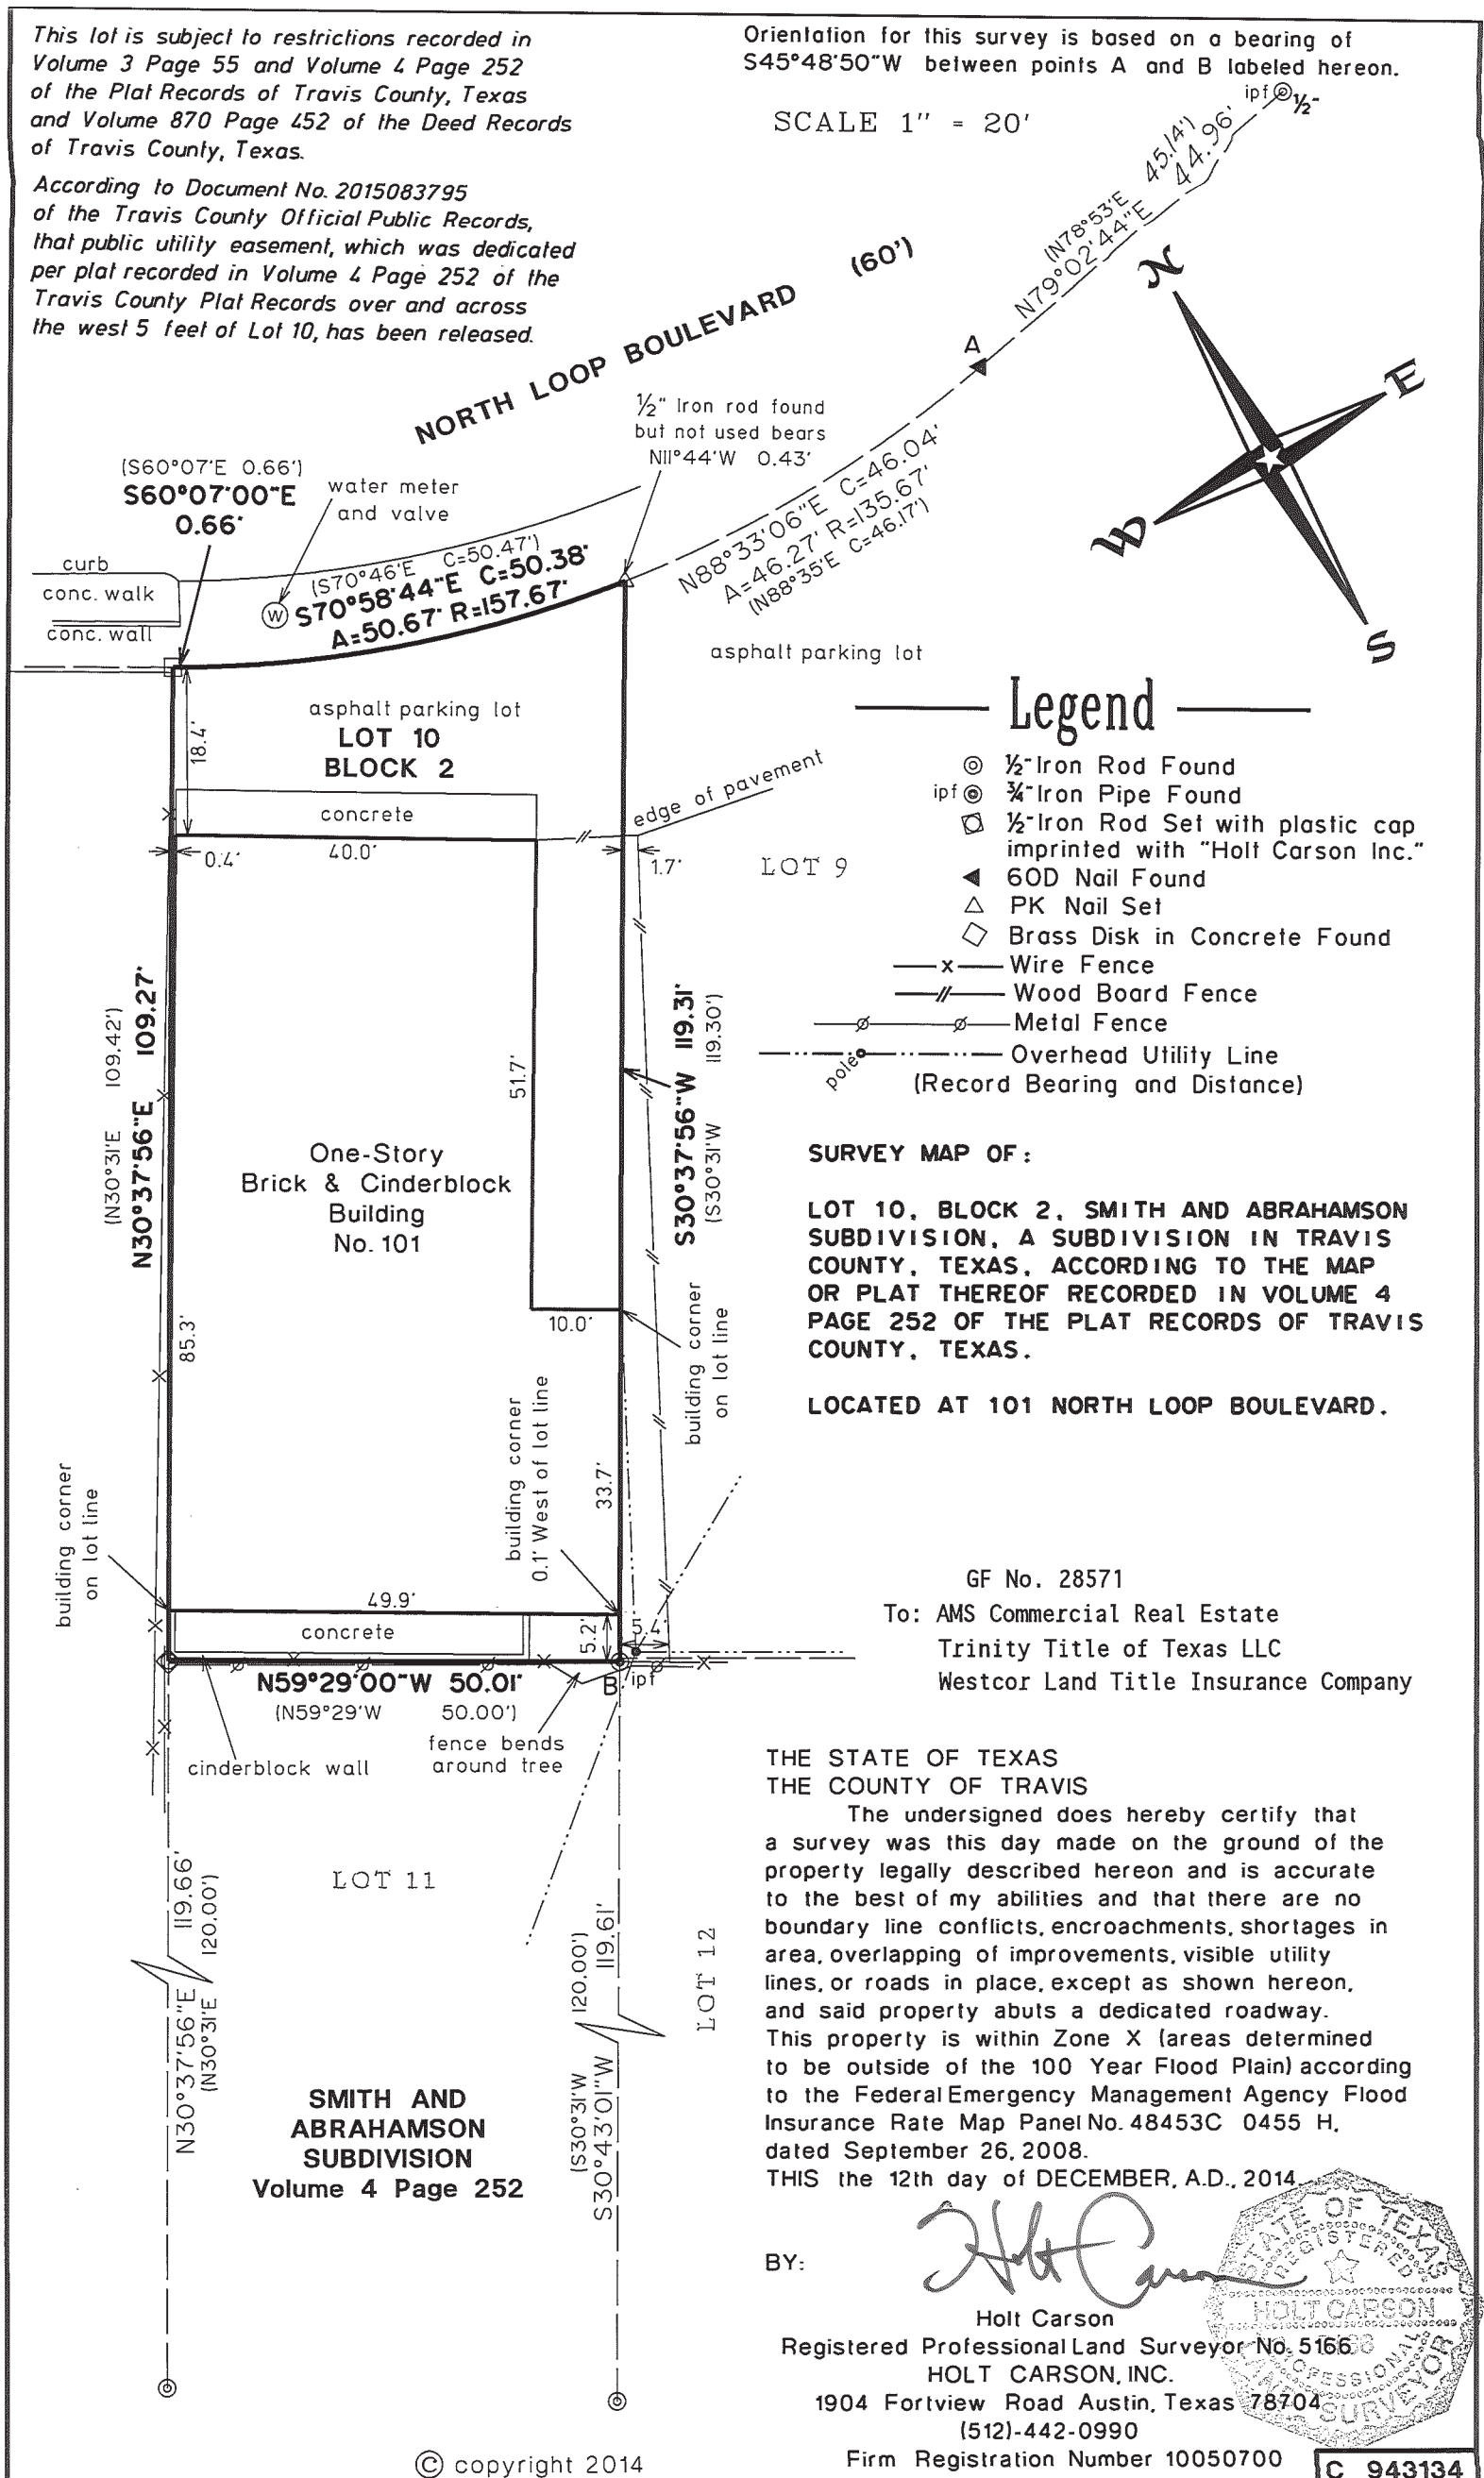 This lot is subject to restrictions recorded in
Volume 3 Page 55 and Volume 4 Page 252
of the Plat Records of Travis County, Texas
and Volume 870 Page 452 of the Deed Records
of Travis County, Texas.
According to Document No. 2015083795
of the Travis County Official Public Records,
that public utility easement, which was dedicated
per plat recorded in Volume 4 Page 252 of the
Travis County Plat Records over and across
the west 5 feet of Lot 10, has been released.
Orientation for this survey is based on a bearing of
S45°48'50"W between points A and B labeled hereon.
SCALE 1" = 20'
ipf 1/2"
(N78°53'E 45.14')
N79°02'44"E 44.96'
NORTH LOOP BOULEVARD (60')
A
N
E
W
S
1/2" Iron rod found
but not used bears
N11°44'W 0.43'
N88°33'06"E C=46.04'
A=46.27' R=135.67'
(N88°35'E C=46.17')
(S60°07'E 0.66')
S60°07'00"E
0.66'
water meter
and valve
curb
conc. walk
conc. wall
W
(S70°46'E C=50.47')
S70°58'44"E C=50.38'
A=50.67' R=157.67'
asphalt parking lot
asphalt parking lot
LOT 10
BLOCK 2
18.4'
concrete
edge of pavement
0.4'
40.0'
1.7'
LOT 9
Legend
1/2" Iron Rod Found
ipf 3/4" Iron Pipe Found
1/2" Iron Rod Set with plastic cap
imprinted with "Holt Carson Inc."
60D Nail Found
PK Nail Set
Brass Disk in Concrete Found
x Wire Fence
// Wood Board Fence
Metal Fence
pole Overhead Utility Line
(Record Bearing and Distance)
(N30°31'E 109.42')
N30°37'56"E 109.27'
51.7'
S30°37'56"W 119.31'
(S30°31'W 119.30')
One-Story
Brick & Cinderblock
Building
No. 101
85.3'
10.0'
building corner
on lot line
building corner
0.1' West of lot line
33.7'
building corner
on lot line
SURVEY MAP OF:
LOT 10, BLOCK 2, SMITH AND ABRAHAMSON
SUBDIVISION, A SUBDIVISION IN TRAVIS
COUNTY, TEXAS, ACCORDING TO THE MAP
OR PLAT THEREOF RECORDED IN VOLUME 4
PAGE 252 OF THE PLAT RECORDS OF TRAVIS
COUNTY, TEXAS.
LOCATED AT 101 NORTH LOOP BOULEVARD.
49.9'
concrete
5.2'
5.4'
N59°29'00"W 50.01'
(N59°29'W 50.00')
B
ipf
cinderblock wall
fence bends
around tree
GF No. 28571
To: AMS Commercial Real Estate
Trinity Title of Texas LLC
Westcor Land Title Insurance Company
THE STATE OF TEXAS
THE COUNTY OF TRAVIS
The undersigned does hereby certify that
a survey was this day made on the ground of the
property legally described hereon and is accurate
to the best of my abilities and that there are no
boundary line conflicts, encroachments, shortages in
area, overlapping of improvements, visible utility
lines, or roads in place, except as shown hereon,
and said property abuts a dedicated roadway.
This property is within Zone X (areas determined
to be outside of the 100 Year Flood Plain) according
to the Federal Emergency Management Agency Flood
Insurance Rate Map Panel No. 48453C 0455 H,
dated September 26, 2008.
THIS the 12th day of DECEMBER, A.D., 2014
LOT 11
N30°37'56"E 119.66'
(N30°31'E 120.00')
(S30°31'W 120.00')
S30°43'01"W 119.61'
LOT 12
SMITH AND
ABRAHAMSON
SUBDIVISION
Volume 4 Page 252
BY:
Holt Carson
Holt Carson
Registered Professional Land Surveyor No. 5166
HOLT CARSON, INC.
1904 Fortview Road Austin, Texas 78704
(512)-442-0990
Firm Registration Number 10050700
STATE OF TEXAS
REGISTERED
HOLT CARSON
5166
PROFESSIONAL
LAND SURVEYOR
© copyright 2014
C 943134